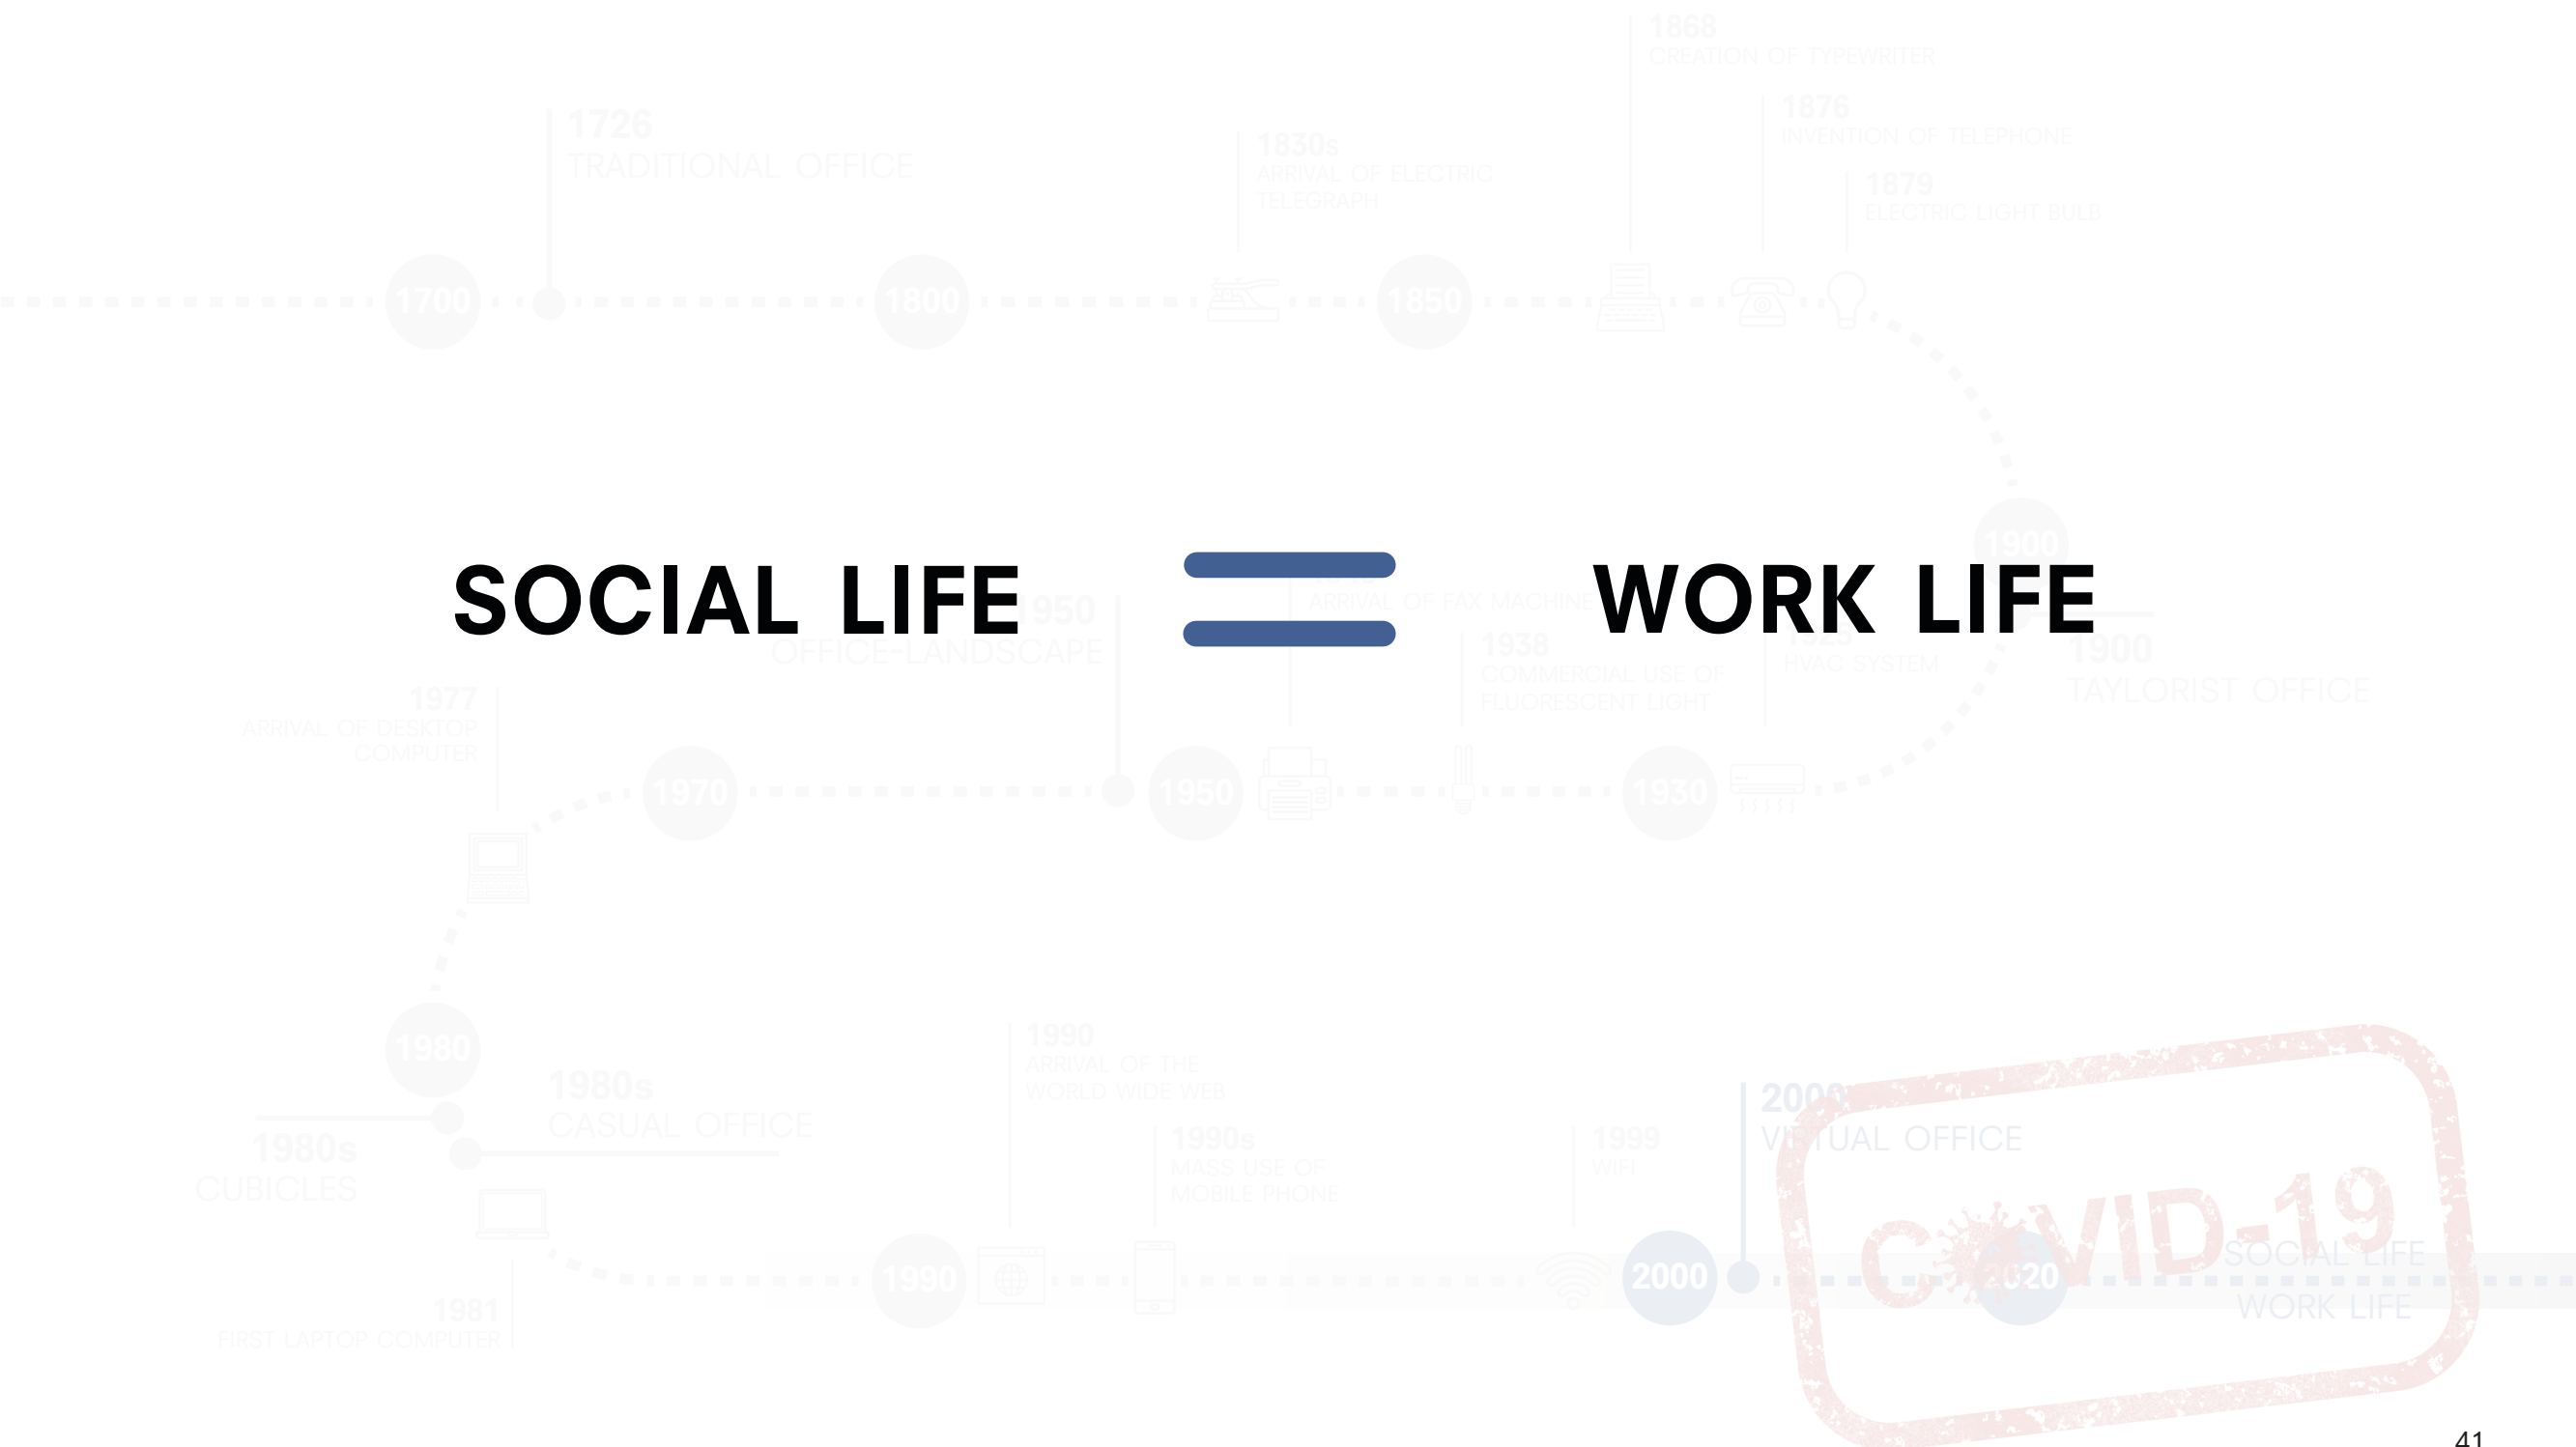 1868
CREATION OF TYPEWRITER
1876
INVENTION OF TELEPHONE
1726
TRADITIONAL OFFICE
1830s
ARRIVAL OF ELECTRIC
TELEGRAPH
1879
ELECTRIC LIGHT BULB
1700
1800
1850
1900
SOCIAL LIFE
WORK LIFE
1950
OFFICE-LANDSCAPE
ARRIVAL OF FAX MACHINE
1938
COMMERCIAL USE OF
FLUORESCENT LIGHT
HVAC SYSTEM
1900
TAYLORIST OFFICE
1977
ARRIVAL OF DESKTOP
COMPUTER
1970
1950
1930
1980
1980s
CASUAL OFFICE
1980s
CUBICLES
1990
ARRIVAL OF THE
WORLD WIDE WEB
1990s
MASS USE OF
MOBILE PHONE
1999
WIFI
2000
VIRTUAL OFFICE
COVID-19
1990
2000
2020
SOCIAL LIFE
WORK LIFE
1981
FIRST LAPTOP COMPUTER
41